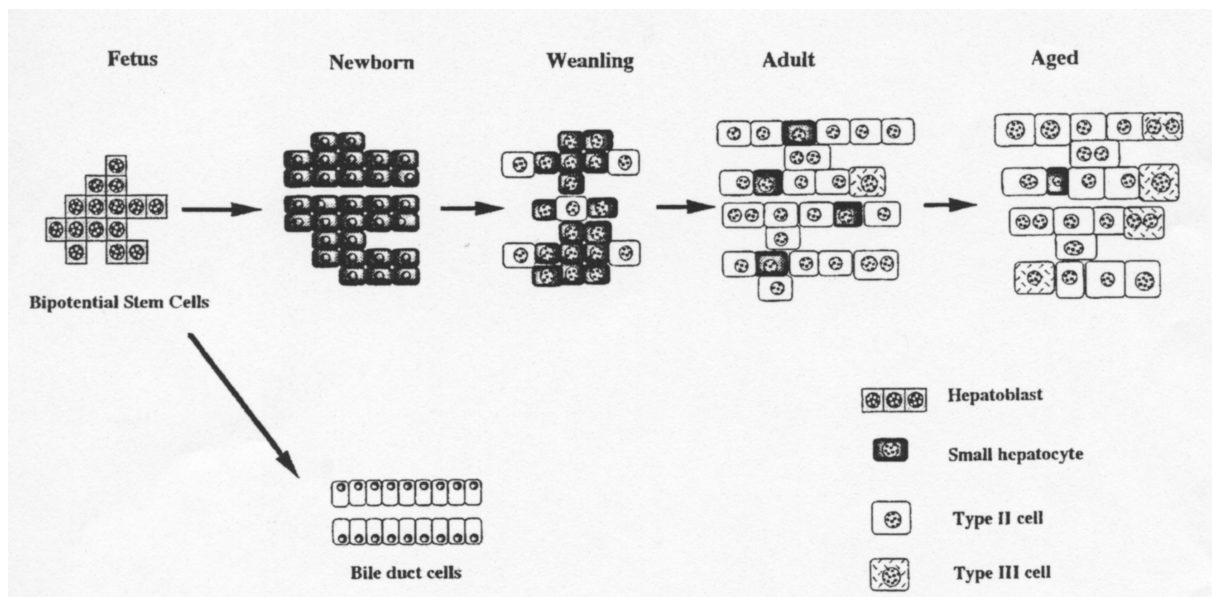 Fetus
Newborn
Weanling
Adult
Aged
Bipotential Stem Cells
Bile duct cells
Hepatoblast
Small hepatocyte
Type II cell
Type III cell